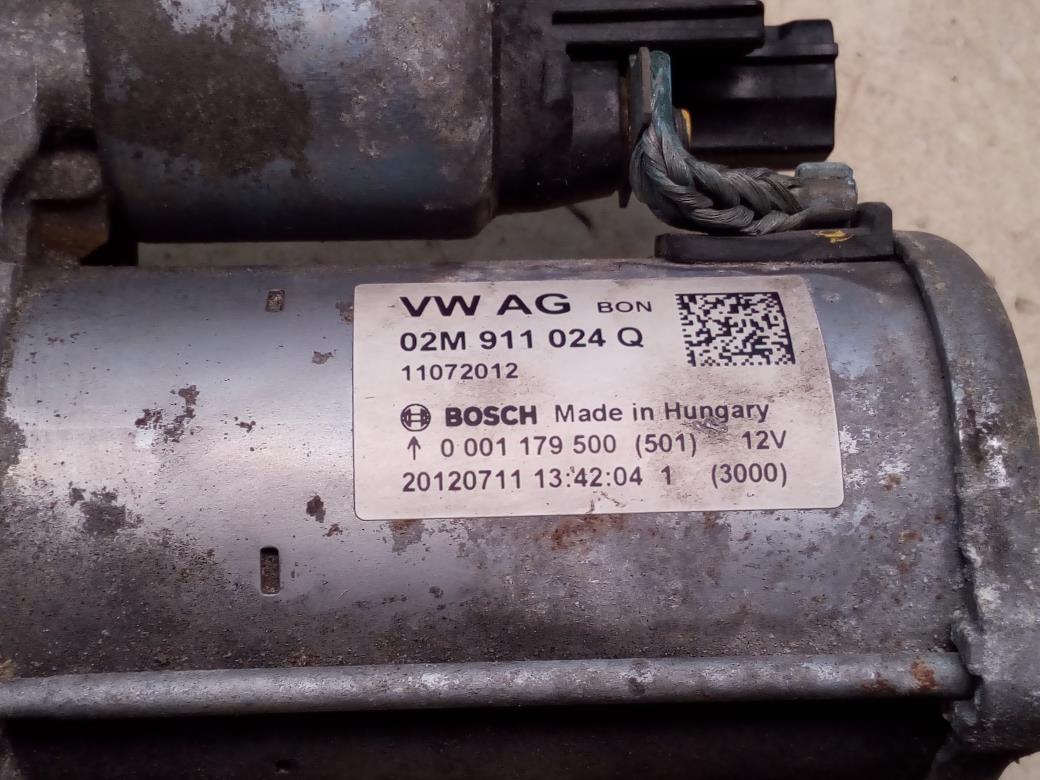 VW AG BON
02M 911 024 Q
11072012
BOSCH Made in Hungary
↑ 0 001 179 500 (501) 12V
20120711 13:42:04 1 (3000)